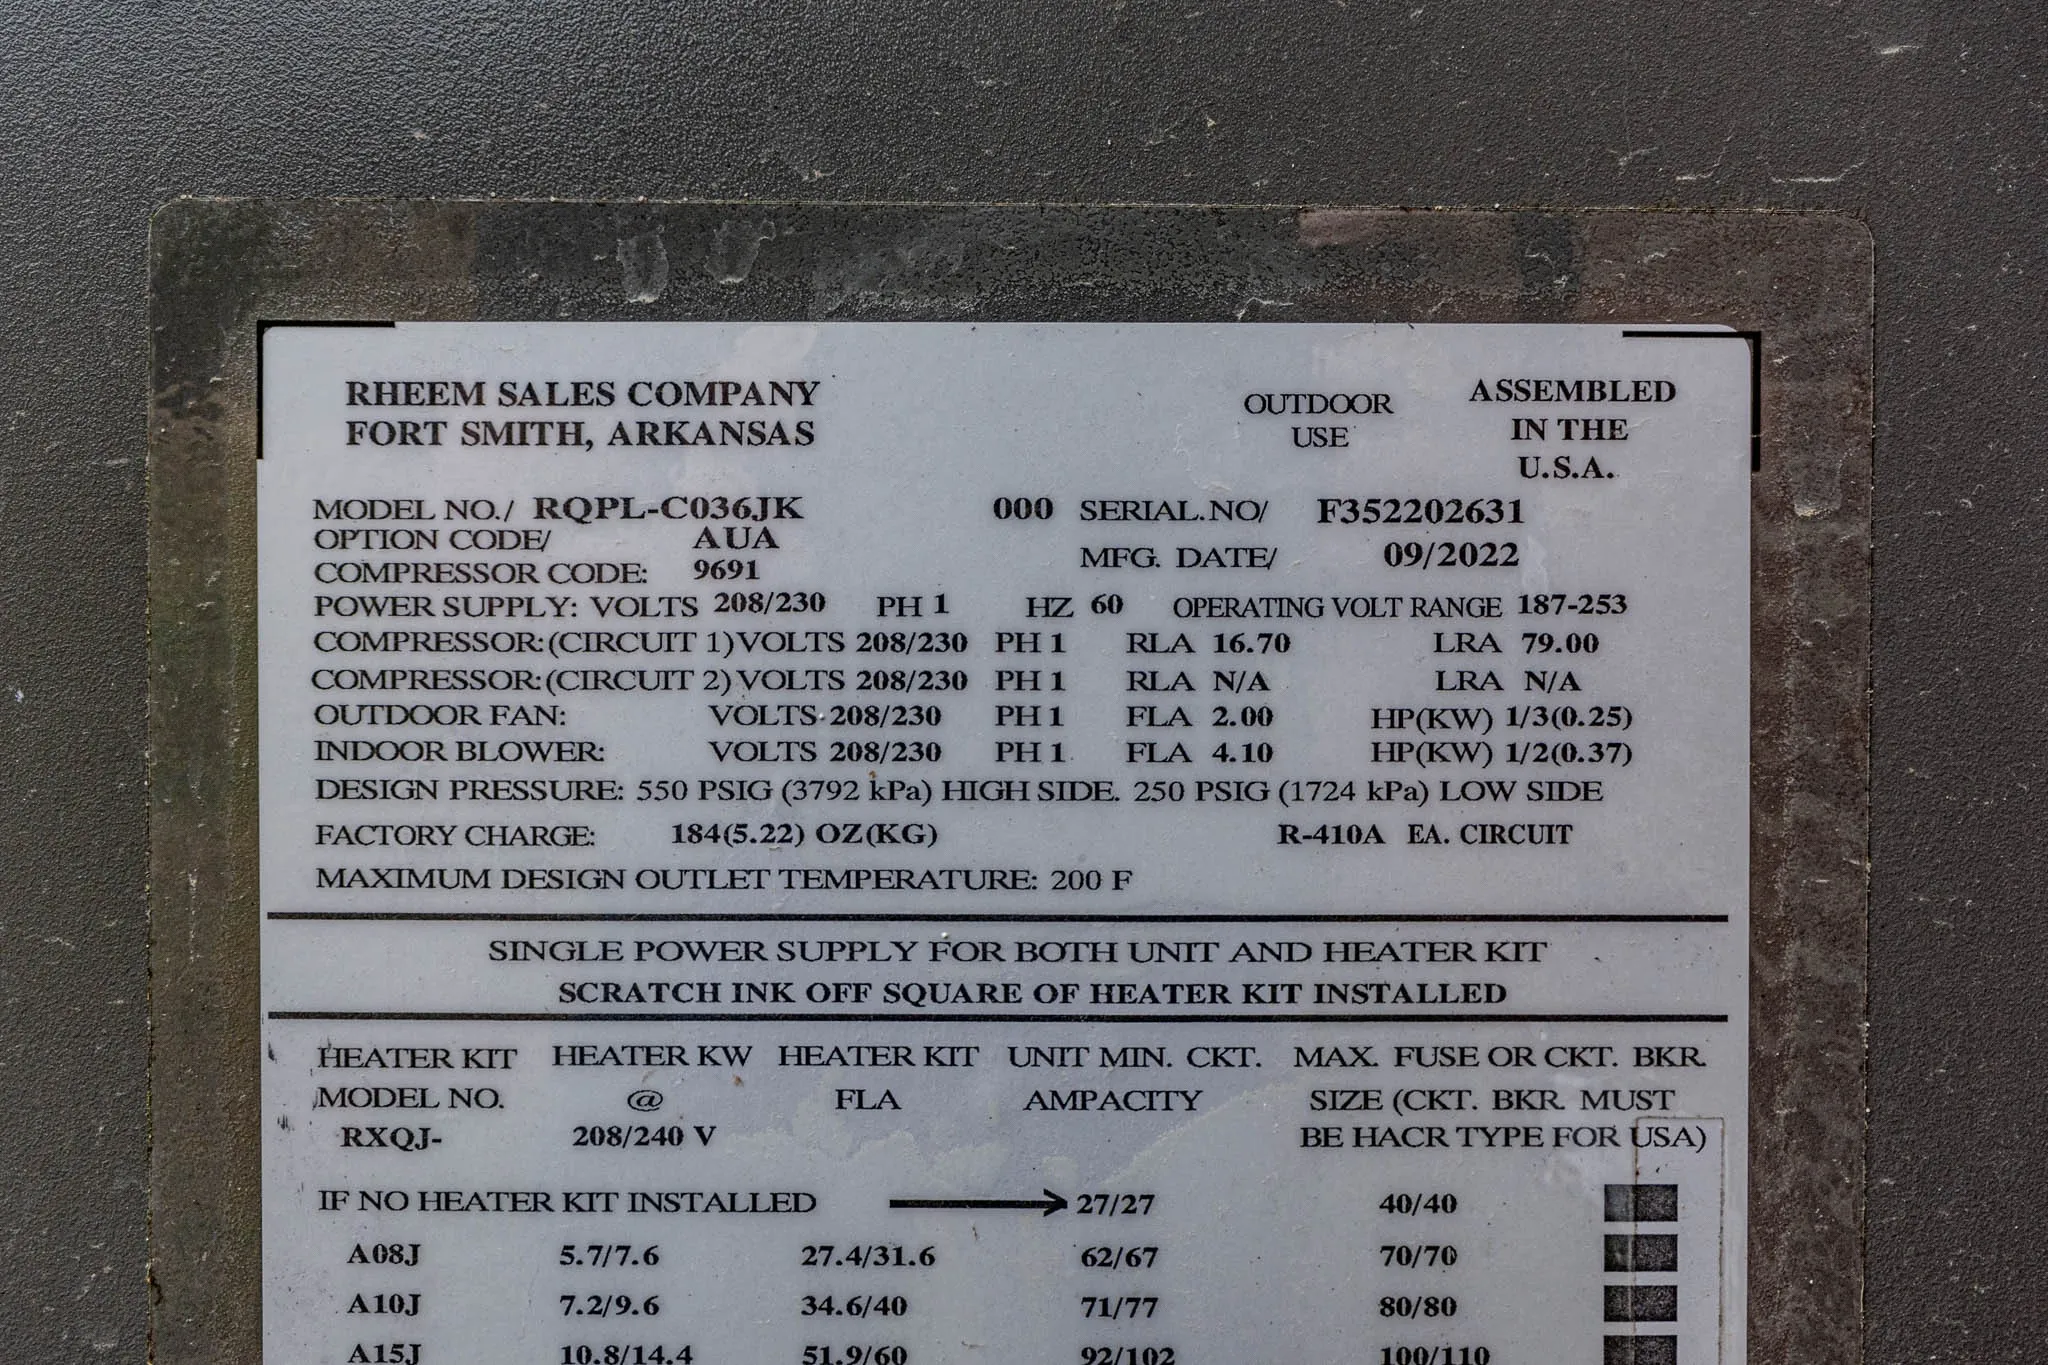 RHEEM SALES COMPANY
FORT SMITH, ARKANSAS
OUTDOOR
USE
ASSEMBLED
IN THE
U.S.A.
MODEL NO./ RQPL-C036JK 000 SERIAL.NO/ F352202631
OPTION CODE/ AUA
MFG. DATE/ 09/2022
COMPRESSOR CODE: 9691
POWER SUPPLY: VOLTS 208/230 PH 1 HZ 60 OPERATING VOLT RANGE 187-253
COMPRESSOR:(CIRCUIT 1)VOLTS 208/230 PH 1 RLA 16.70 LRA 79.00
COMPRESSOR:(CIRCUIT 2)VOLTS 208/230 PH 1 RLA N/A LRA N/A
OUTDOOR FAN: VOLTS 208/230 PH 1 FLA 2.00 HP(KW) 1/3(0.25)
INDOOR BLOWER: VOLTS 208/230 PH 1 FLA 4.10 HP(KW) 1/2(0.37)
DESIGN PRESSURE: 550 PSIG (3792 kPa) HIGH SIDE. 250 PSIG (1724 kPa) LOW SIDE
FACTORY CHARGE: 184(5.22) OZ(KG) R-410A EA. CIRCUIT
MAXIMUM DESIGN OUTLET TEMPERATURE: 200 F
SINGLE POWER SUPPLY FOR BOTH UNIT AND HEATER KIT
SCRATCH INK OFF SQUARE OF HEATER KIT INSTALLED
HEATER KIT HEATER KW HEATER KIT UNIT MIN. CKT. MAX. FUSE OR CKT. BKR.
MODEL NO. @ FLA AMPACITY SIZE (CKT. BKR. MUST
RXQJ- 208/240 V BE HACR TYPE FOR USA)
IF NO HEATER KIT INSTALLED 27/27 40/40
A08J 5.7/7.6 27.4/31.6 62/67 70/70
A10J 7.2/9.6 34.6/40 71/77 80/80
A15J 10.8/14.4 51.9/60 92/102 100/110